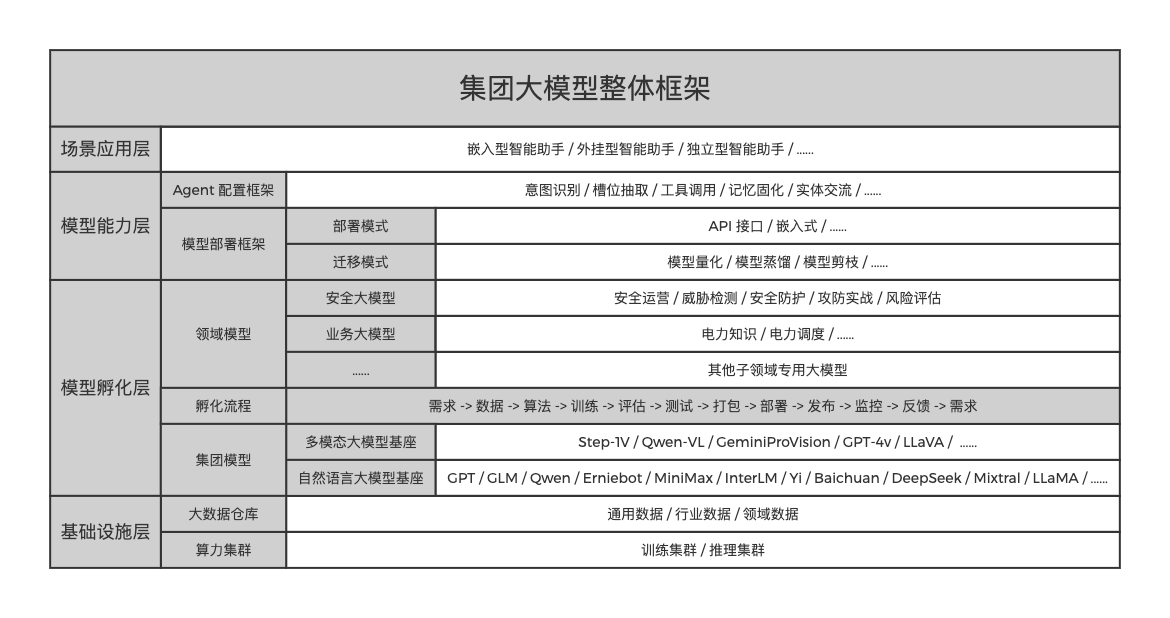 集团大模型整体框架
场景应用层
嵌入型智能助手 / 外挂型智能助手 / 独立型智能助手 / ......
模型能力层
Agent 配置框架
意图识别 / 槽位抽取 / 工具调用 / 记忆固化 / 实体交流 / ......
模型部署框架
部署模式
API 接口 / 嵌入式 / ......
迁移模式
模型量化 / 模型蒸馏 / 模型剪枝 / ......
模型孵化层
领域模型
安全大模型
安全运营 / 威胁检测 / 安全防护 / 攻防实战 / 风险评估
业务大模型
电力知识 / 电力调度 / ......
......
其他子领域专用大模型
孵化流程
需求 -> 数据 -> 算法 -> 训练 -> 评估 -> 测试 -> 打包 -> 部署 -> 发布 -> 监控 -> 反馈 -> 需求
集团模型
多模态大模型基座
Step-1V / Qwen-VL / GeminiProVision / GPT-4v / LLaVA / ......
自然语言大模型基座
GPT / GLM / Qwen / Erniebot / MiniMax / InterLM / Yi / Baichuan / DeepSeek / Mixtral / LLaMA / ......
基础设施层
大数据仓库
通用数据 / 行业数据 / 领域数据
算力集群
训练集群 / 推理集群